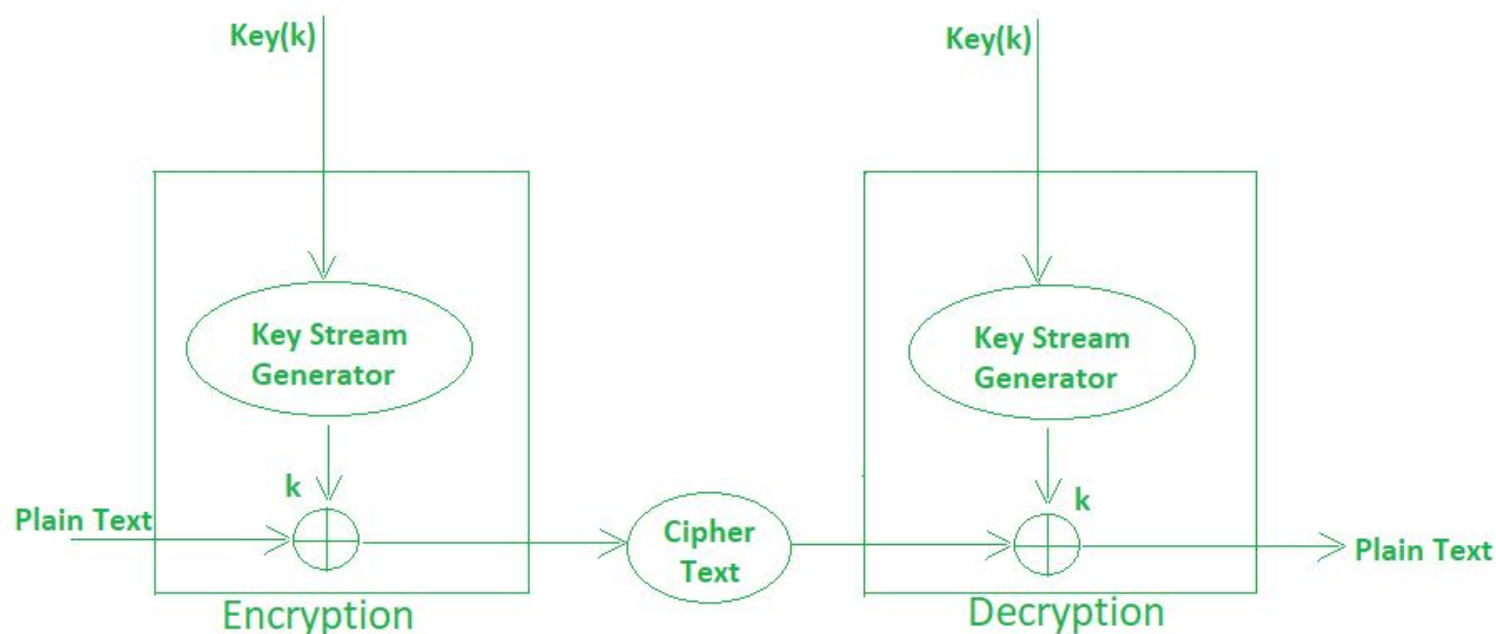 Key(k)
Key(k)
Key Stream
Generator
Key Stream
Generator
k
k
Plain Text
Cipher
Text
Plain Text
Encryption
Decryption